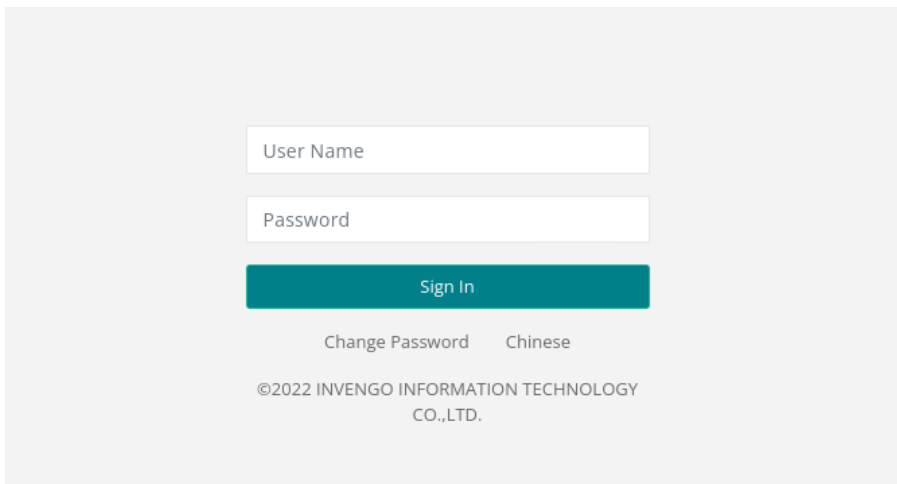 User Name
Password
Sign In
Change Password Chinese
©2022 INVENGO INFORMATION TECHNOLOGY
CO.,LTD.